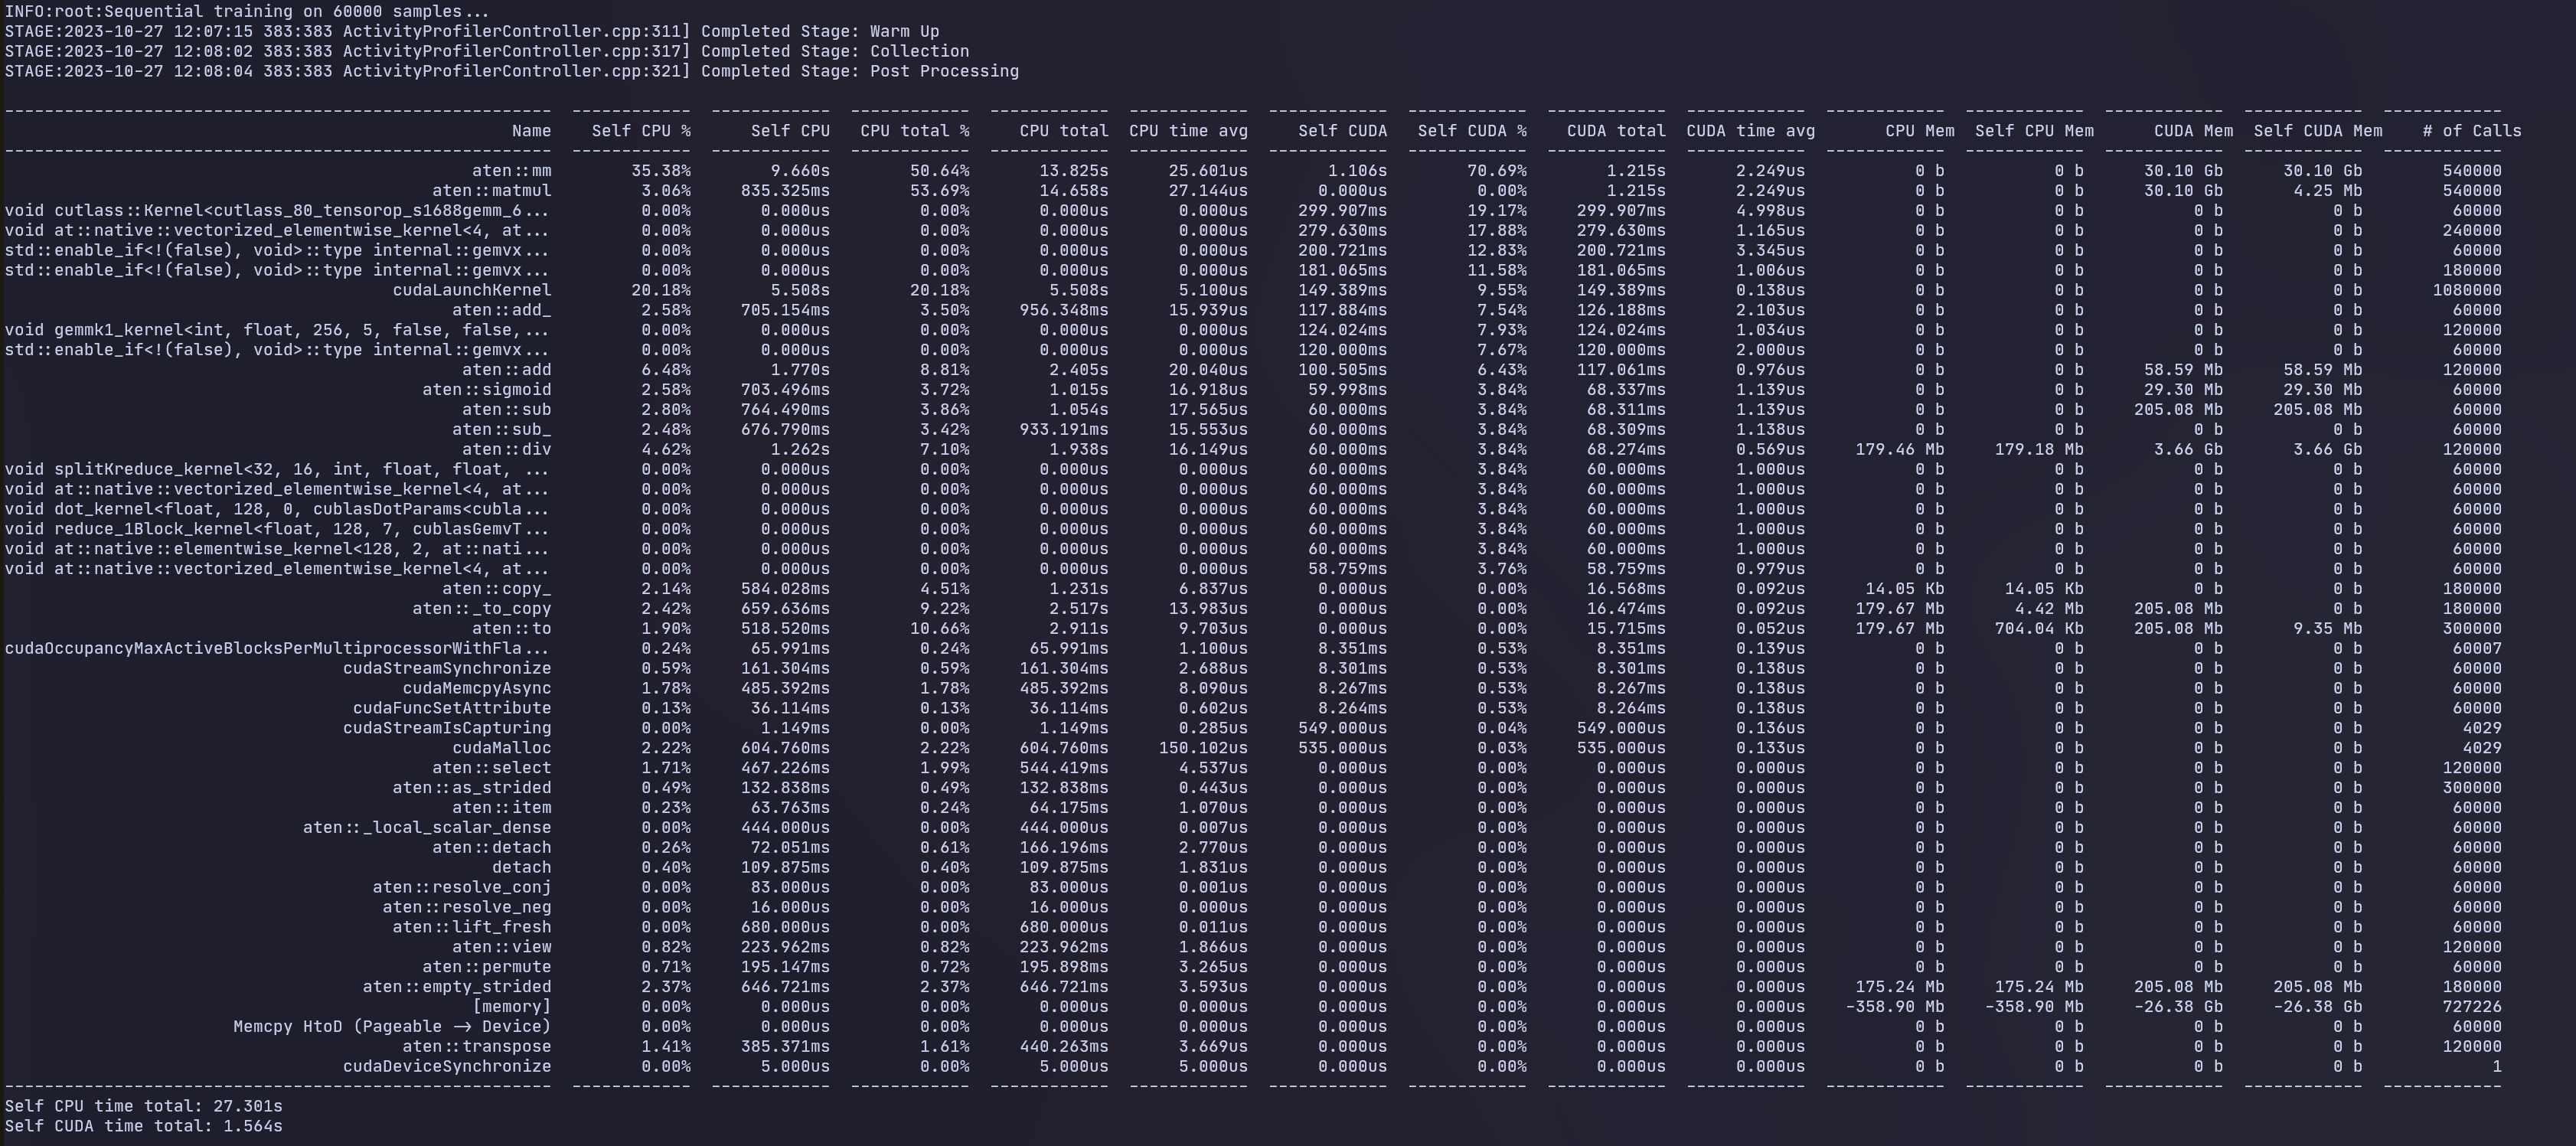 INFO:root:Sequential training on 60000 samples...
STAGE:2023-10-27 12:07:15 383:383 ActivityProfilerController.cpp:311] Completed Stage: Warm Up
STAGE:2023-10-27 12:08:02 383:383 ActivityProfilerController.cpp:317] Completed Stage: Collection
STAGE:2023-10-27 12:08:04 383:383 ActivityProfilerController.cpp:321] Completed Stage: Post Processing
------------------------------------------------------- ------------ ------------ ------------ ------------ ------------ ------------ ------------ ------------ ------------ ------------ ------------ ------------ ------------ ------------
Name Self CPU % Self CPU CPU total % CPU total CPU time avg Self CUDA Self CUDA % CUDA total CUDA time avg CPU Mem Self CPU Mem CUDA Mem Self CUDA Mem # of Calls
------------------------------------------------------- ------------ ------------ ------------ ------------ ------------ ------------ ------------ ------------ ------------ ------------ ------------ ------------ ------------ ------------
aten::mm 35.38% 9.660s 50.64% 13.825s 25.601us 1.106s 70.69% 1.215s 2.249us 0 b 0 b 30.10 Gb 30.10 Gb 540000
aten::matmul 3.06% 835.325ms 53.69% 14.658s 27.144us 0.000us 0.00% 1.215s 2.249us 0 b 0 b 30.10 Gb 4.25 Mb 540000
void cutlass::Kernel<cutlass_80_tensorop_s1688gemm_6... 0.00% 0.000us 0.00% 0.000us 0.000us 299.907ms 19.17% 299.907ms 4.998us 0 b 0 b 0 b 0 b 60000
void at::native::vectorized_elementwise_kernel<4, at... 0.00% 0.000us 0.00% 0.000us 0.000us 279.630ms 17.88% 279.630ms 1.165us 0 b 0 b 0 b 0 b 240000
std::enable_if<!(false), void>::type internal::gemvx... 0.00% 0.000us 0.00% 0.000us 0.000us 200.721ms 12.83% 200.721ms 3.345us 0 b 0 b 0 b 0 b 60000
std::enable_if<!(false), void>::type internal::gemvx... 0.00% 0.000us 0.00% 0.000us 0.000us 181.065ms 11.58% 181.065ms 1.006us 0 b 0 b 0 b 0 b 180000
cudaLaunchKernel 20.18% 5.508s 20.18% 5.508s 5.100us 149.389ms 9.55% 149.389ms 0.138us 0 b 0 b 0 b 0 b 1080000
aten::add_ 2.58% 705.154ms 3.50% 956.348ms 15.939us 117.884ms 7.54% 126.188ms 2.103us 0 b 0 b 0 b 0 b 60000
void gemmk1_kernel<int, float, 256, 5, false, false,... 0.00% 0.000us 0.00% 0.000us 0.000us 124.024ms 7.93% 124.024ms 1.034us 0 b 0 b 0 b 0 b 120000
std::enable_if<!(false), void>::type internal::gemvx... 0.00% 0.000us 0.00% 0.000us 0.000us 120.000ms 7.67% 120.000ms 2.000us 0 b 0 b 0 b 0 b 60000
aten::add 6.48% 1.770s 8.81% 2.405s 20.040us 100.505ms 6.43% 117.061ms 0.976us 0 b 0 b 58.59 Mb 58.59 Mb 120000
aten::sigmoid 2.58% 703.496ms 3.72% 1.015s 16.918us 59.998ms 3.84% 68.337ms 1.139us 0 b 0 b 29.30 Mb 29.30 Mb 60000
aten::sub 2.80% 764.490ms 3.86% 1.054s 17.565us 60.000ms 3.84% 68.311ms 1.139us 0 b 0 b 205.08 Mb 205.08 Mb 60000
aten::sub_ 2.48% 676.790ms 3.42% 933.191ms 15.553us 60.000ms 3.84% 68.309ms 1.138us 0 b 0 b 0 b 0 b 60000
aten::div 4.62% 1.262s 7.10% 1.938s 16.149us 60.000ms 3.84% 68.274ms 0.569us 179.46 Mb 179.18 Mb 3.66 Gb 3.66 Gb 120000
void splitKreduce_kernel<32, 16, int, float, float, ... 0.00% 0.000us 0.00% 0.000us 0.000us 60.000ms 3.84% 60.000ms 1.000us 0 b 0 b 0 b 0 b 60000
void at::native::vectorized_elementwise_kernel<4, at... 0.00% 0.000us 0.00% 0.000us 0.000us 60.000ms 3.84% 60.000ms 1.000us 0 b 0 b 0 b 0 b 60000
void dot_kernel<float, 128, 0, cublasDotParams<cubla... 0.00% 0.000us 0.00% 0.000us 0.000us 60.000ms 3.84% 60.000ms 1.000us 0 b 0 b 0 b 0 b 60000
void reduce_1Block_kernel<float, 128, 7, cublasGemvT... 0.00% 0.000us 0.00% 0.000us 0.000us 60.000ms 3.84% 60.000ms 1.000us 0 b 0 b 0 b 0 b 60000
void at::native::elementwise_kernel<128, 2, at::nati... 0.00% 0.000us 0.00% 0.000us 0.000us 60.000ms 3.84% 60.000ms 1.000us 0 b 0 b 0 b 0 b 60000
void at::native::vectorized_elementwise_kernel<4, at... 0.00% 0.000us 0.00% 0.000us 0.000us 58.759ms 3.76% 58.759ms 0.979us 0 b 0 b 0 b 0 b 60000
aten::copy_ 2.14% 584.028ms 4.51% 1.231s 6.837us 0.000us 0.00% 16.568ms 0.092us 14.05 Kb 14.05 Kb 0 b 0 b 180000
aten::_to_copy 2.42% 659.636ms 9.22% 2.517s 13.983us 0.000us 0.00% 16.474ms 0.092us 179.67 Mb 4.42 Mb 205.08 Mb 0 b 180000
aten::to 1.90% 518.520ms 10.66% 2.911s 9.703us 0.000us 0.00% 15.715ms 0.052us 179.67 Mb 704.04 Kb 205.08 Mb 9.35 Mb 300000
cudaOccupancyMaxActiveBlocksPerMultiprocessorWithFla... 0.24% 65.991ms 0.24% 65.991ms 1.100us 8.351ms 0.53% 8.351ms 0.139us 0 b 0 b 0 b 0 b 60007
cudaStreamSynchronize 0.59% 161.304ms 0.59% 161.304ms 2.688us 8.301ms 0.53% 8.301ms 0.138us 0 b 0 b 0 b 0 b 60000
cudaMemcpyAsync 1.78% 485.392ms 1.78% 485.392ms 8.090us 8.267ms 0.53% 8.267ms 0.138us 0 b 0 b 0 b 0 b 60000
cudaFuncSetAttribute 0.13% 36.114ms 0.13% 36.114ms 0.602us 8.264ms 0.53% 8.264ms 0.138us 0 b 0 b 0 b 0 b 60000
cudaStreamIsCapturing 0.00% 1.149ms 0.00% 1.149ms 0.285us 549.000us 0.04% 549.000us 0.136us 0 b 0 b 0 b 0 b 4029
cudaMalloc 2.22% 604.760ms 2.22% 604.760ms 150.102us 535.000us 0.03% 535.000us 0.133us 0 b 0 b 0 b 0 b 4029
aten::select 1.71% 467.226ms 1.99% 544.419ms 4.537us 0.000us 0.00% 0.000us 0.000us 0 b 0 b 0 b 0 b 120000
aten::as_strided 0.49% 132.838ms 0.49% 132.838ms 0.443us 0.000us 0.00% 0.000us 0.000us 0 b 0 b 0 b 0 b 300000
aten::item 0.23% 63.763ms 0.24% 64.175ms 1.070us 0.000us 0.00% 0.000us 0.000us 0 b 0 b 0 b 0 b 60000
aten::_local_scalar_dense 0.00% 444.000us 0.00% 444.000us 0.007us 0.000us 0.00% 0.000us 0.000us 0 b 0 b 0 b 0 b 60000
aten::detach 0.26% 72.051ms 0.61% 166.196ms 2.770us 0.000us 0.00% 0.000us 0.000us 0 b 0 b 0 b 0 b 60000
detach 0.40% 109.875ms 0.40% 109.875ms 1.831us 0.000us 0.00% 0.000us 0.000us 0 b 0 b 0 b 0 b 60000
aten::resolve_conj 0.00% 83.000us 0.00% 83.000us 0.001us 0.000us 0.00% 0.000us 0.000us 0 b 0 b 0 b 0 b 60000
aten::resolve_neg 0.00% 16.000us 0.00% 16.000us 0.000us 0.000us 0.00% 0.000us 0.000us 0 b 0 b 0 b 0 b 60000
aten::lift_fresh 0.00% 680.000us 0.00% 680.000us 0.011us 0.000us 0.00% 0.000us 0.000us 0 b 0 b 0 b 0 b 60000
aten::view 0.82% 223.962ms 0.82% 223.962ms 1.866us 0.000us 0.00% 0.000us 0.000us 0 b 0 b 0 b 0 b 120000
aten::permute 0.71% 195.147ms 0.72% 195.898ms 3.265us 0.000us 0.00% 0.000us 0.000us 0 b 0 b 0 b 0 b 60000
aten::empty_strided 2.37% 646.721ms 2.37% 646.721ms 3.593us 0.000us 0.00% 0.000us 0.000us 175.24 Mb 175.24 Mb 205.08 Mb 205.08 Mb 180000
[memory] 0.00% 0.000us 0.00% 0.000us 0.000us 0.000us 0.00% 0.000us 0.000us -358.90 Mb -358.90 Mb -26.38 Gb -26.38 Gb 727226
Memcpy HtoD (Pageable -> Device) 0.00% 0.000us 0.00% 0.000us 0.000us 0.000us 0.00% 0.000us 0.000us 0 b 0 b 0 b 0 b 60000
aten::transpose 1.41% 385.371ms 1.61% 440.263ms 3.669us 0.000us 0.00% 0.000us 0.000us 0 b 0 b 0 b 0 b 120000
cudaDeviceSynchronize 0.00% 5.000us 0.00% 5.000us 5.000us 0.000us 0.00% 0.000us 0.000us 0 b 0 b 0 b 0 b 1
------------------------------------------------------- ------------ ------------ ------------ ------------ ------------ ------------ ------------ ------------ ------------ ------------ ------------ ------------ ------------ ------------
Self CPU time total: 27.301s
Self CUDA time total: 1.564s